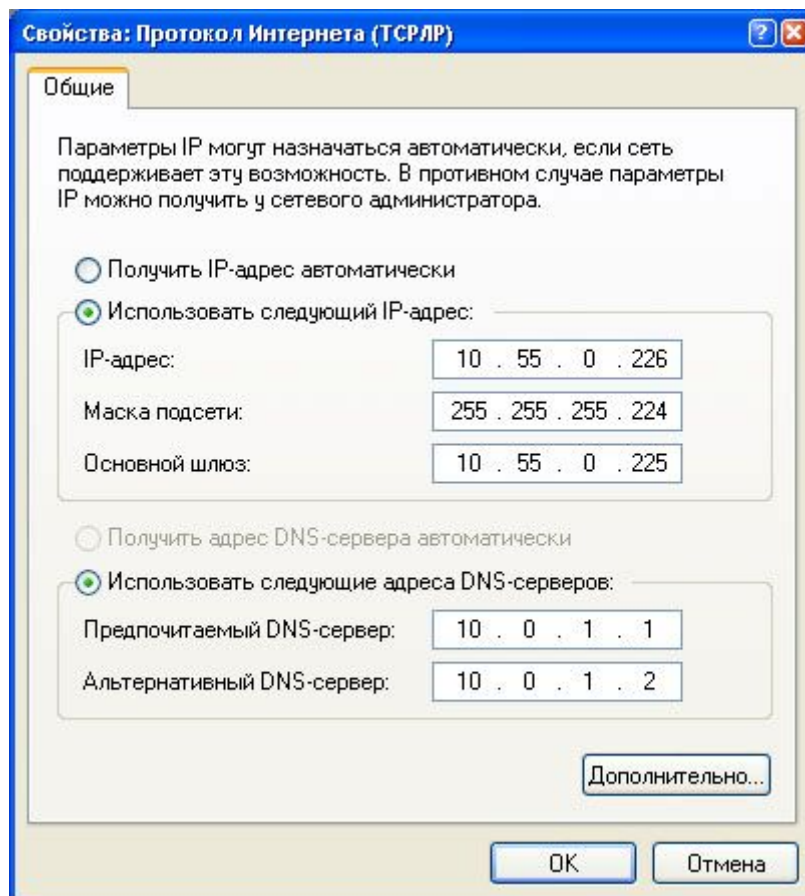 Свойства: Протокол Интернета (TCP/IP)
Общие
Параметры IP могут назначаться автоматически, если сеть
поддерживает эту возможность. В противном случае параметры
IP можно получить у сетевого администратора.
Получить IP-адрес автоматически
Использовать следующий IP-адрес:
IP-адрес: 10 . 55 . 0 . 226
Маска подсети: 255 . 255 . 255 . 224
Основной шлюз: 10 . 55 . 0 . 225
Получить адрес DNS-сервера автоматически
Использовать следующие адреса DNS-серверов:
Предпочитаемый DNS-сервер: 10 . 0 . 1 . 1
Альтернативный DNS-сервер: 10 . 0 . 1 . 2
Дополнительно...
OK Отмена